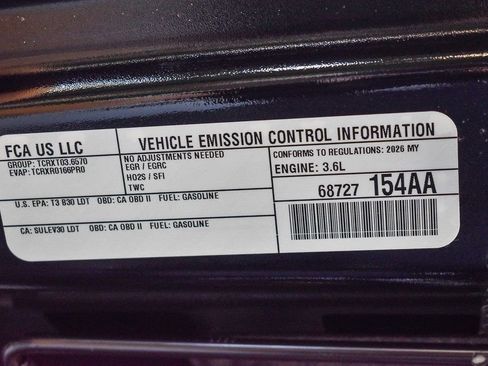 FCA US LLC
GROUP: TCRXT03.6570
EVAP: TCRXR0166PRO
VEHICLE EMISSION CONTROL INFORMATION
NO ADJUSTMENTS NEEDED
EGR / EGRC
HO2S / SFI
TWC
CONFORMS TO REGULATIONS: 2026 MY
ENGINE: 3.6L
68727 154AA
U.S. EPA: T3 B30 LDT OBD: CA OBD II FUEL: GASOLINE
CA: SULEV30 LDT OBD: CA OBD II FUEL: GASOLINE